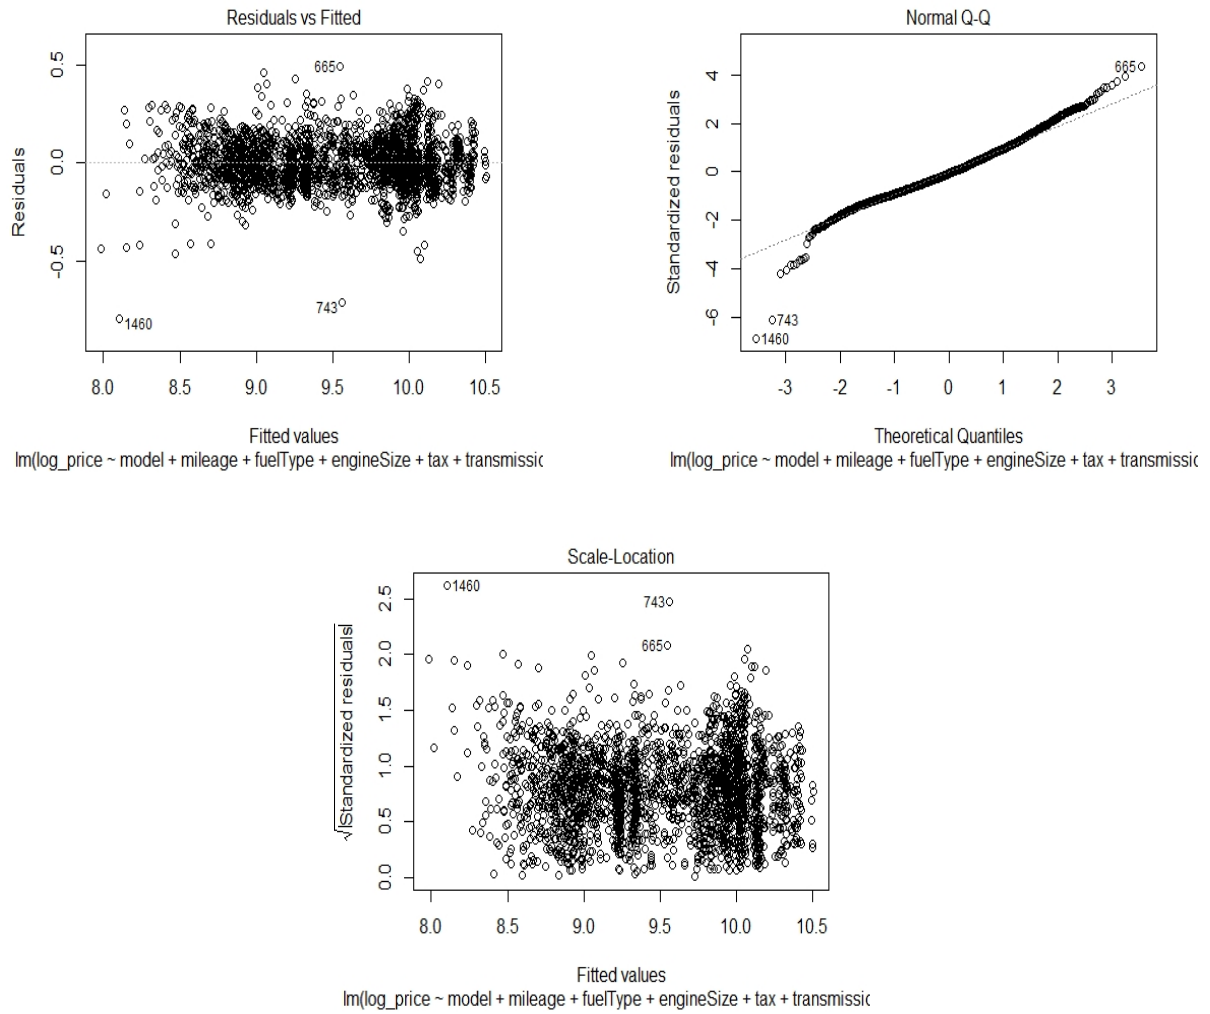 Residuals vs Fitted
Residuals
0.5
0.0
-0.5
665
743
1460
8.0 8.5 9.0 9.5 10.0 10.5
Fitted values
lm(log_price ~ model + mileage + fuelType + engineSize + tax + transmissic
Normal Q-Q
Standardized residuals
4
2
0
-2
-4
-6
665
743
1460
-3 -2 -1 0 1 2 3
Theoretical Quantiles
lm(log_price ~ model + mileage + fuelType + engineSize + tax + transmissic
Scale-Location
√|Standardized residuals|
2.5
2.0
1.5
1.0
0.5
0.0
1460
743
665
8.0 8.5 9.0 9.5 10.0 10.5
Fitted values
lm(log_price ~ model + mileage + fuelType + engineSize + tax + transmissic